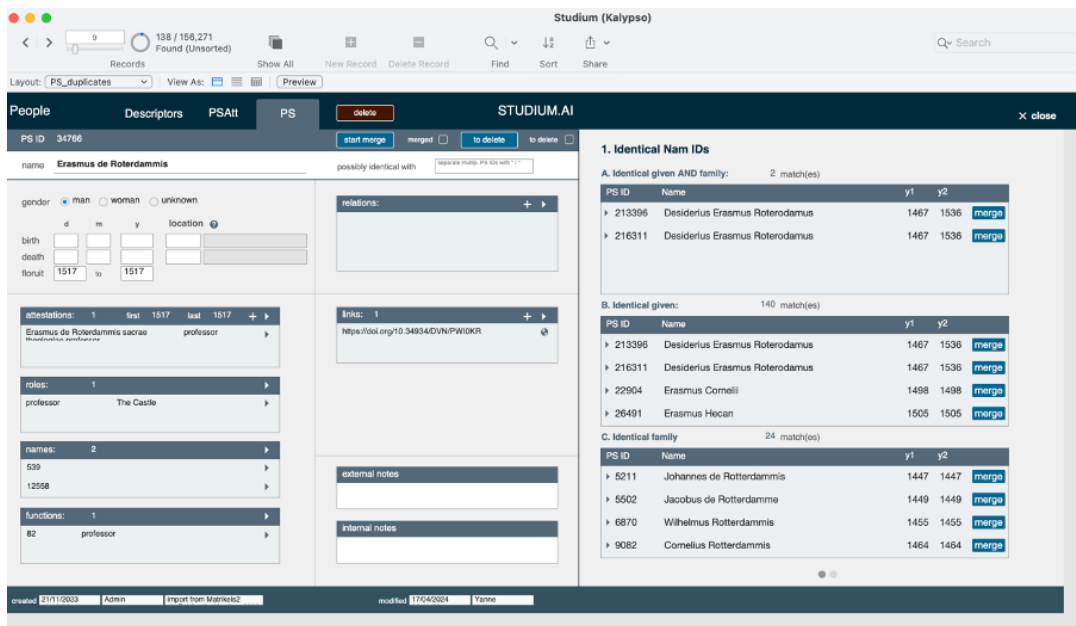 Studium (Kalypso)
9
138 / 156,271
Found (Unsorted)
Records
Show All
New Record
Delete Record
Find
Sort
Share
Search
Layout: PS_duplicates
View As:
Preview
People
Descriptors
PSAtt
PS
delete
STUDIUM.AI
× close
PS ID 34766
start merge
merged
to delete
to delete
name Erasmus de Roterdammis
possibly identical with
separate multip. PS IDs with " / "
gender man woman unknown
d m y location
birth
death
floruit 1517 to 1517
relations:
attestations: 1 first 1517 last 1517
Erasmus de Roterdammis sacrae professor
theologiae professor
links: 1
https://doi.org/10.34934/DVN/PWI0KR
roles: 1
professor The Castle
names: 2
539
12558
functions: 1
82 professor
external notes
internal notes
1. Identical Nam IDs
A. Identical given AND family: 2 match(es)
PS ID Name y1 y2
213396 Desiderius Erasmus Roterodamus 1467 1536 merge
216311 Desiderius Erasmus Roterodamus 1467 1536 merge
B. Identical given: 140 match(es)
PS ID Name y1 y2
213396 Desiderius Erasmus Roterodamus 1467 1536 merge
216311 Desiderius Erasmus Roterodamus 1467 1536 merge
22904 Erasmus Cornelii 1498 1498 merge
26491 Erasmus Hecan 1505 1505 merge
C. Identical family 24 match(es)
PS ID Name y1 y2
5211 Johannes de Rotterdammis 1447 1447 merge
5502 Jacobus de Rotterdamme 1449 1449 merge
6870 Wilhelmus Rotterdammis 1455 1455 merge
9082 Cornelius Rotterdammis 1464 1464 merge
created 21/11/2023 Admin import from Matrikels2
modified 17/04/2024 Yanne